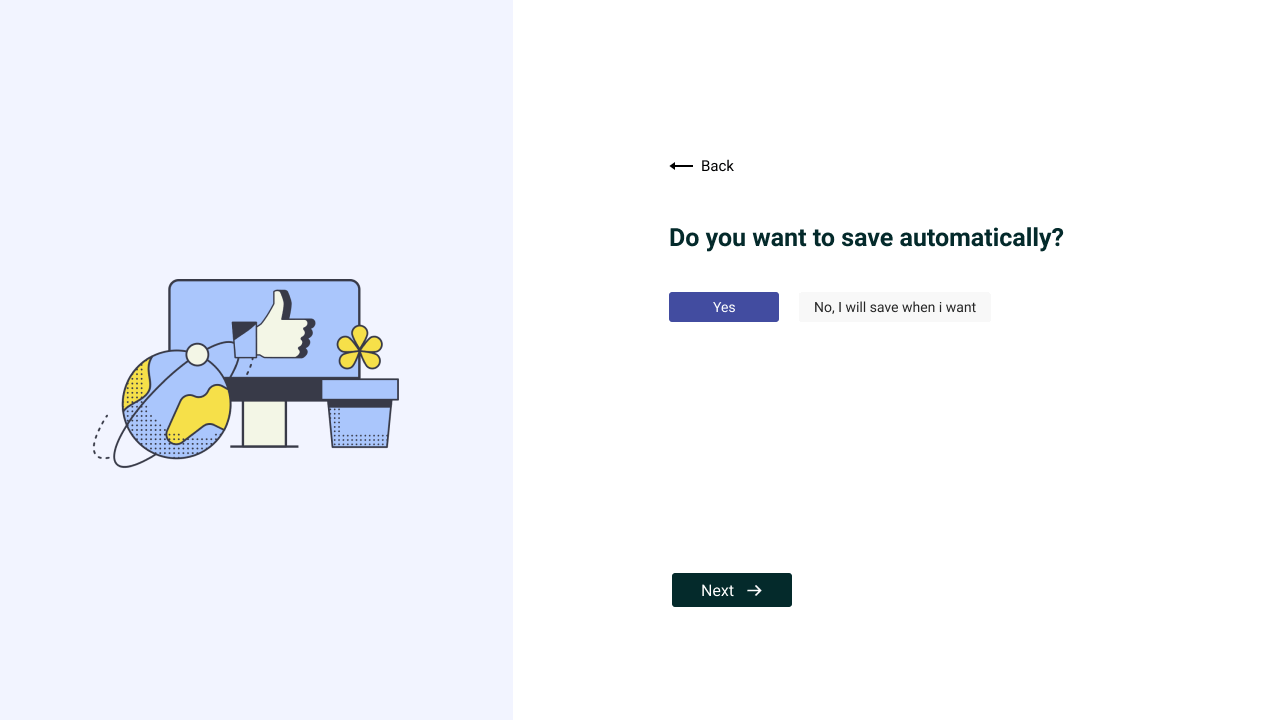 Back
Do you want to save automatically?
Yes
No, I will save when i want
Next